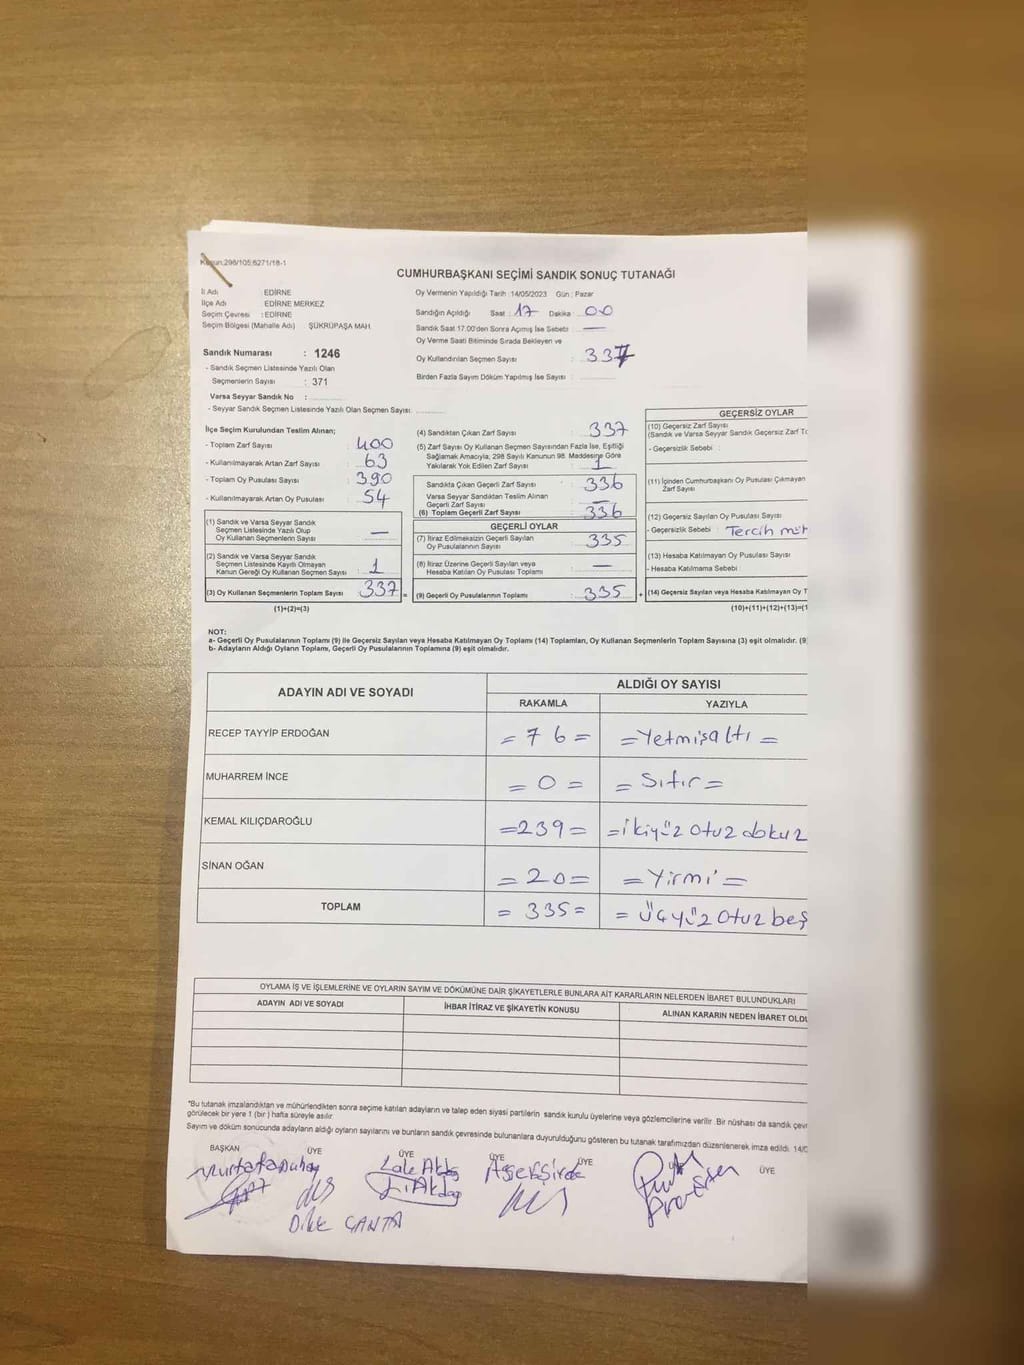 Kanun:298/105;6271/18-1
CUMHURBAŞKANI SEÇİMİ SANDIK SONUÇ TUTANAĞI
İl Adı EDİRNE
İlçe Adı EDİRNE MERKEZ
Seçim Çevresi : EDİRNE
Seçim Bölgesi (Mahalle Adı) ŞÜKRÜPAŞA MAH.
Oy Vermenin Yapıldığı Tarih :14/05/2023 Gün : Pazar
Sandığın Açıldığı Saat : 17 Dakika : 00
Sandık Saat 17.00'den Sonra Açılmış İse Sebebi : —
Oy Verme Saati Bitiminde Sırada Bekleyen ve
Oy Kullandırılan Seçmen Sayısı : 337
Birden Fazla Sayım Döküm Yapılmış İse Sayısı :
Sandık Numarası : 1246
- Sandık Seçmen Listesinde Yazılı Olan
Seçmenlerin Sayısı : 371
Varsa Seyyar Sandık No :
- Seyyar Sandık Seçmen Listesinde Yazılı Olan Seçmen Sayısı:
İlçe Seçim Kurulundan Teslim Alınan;
- Toplam Zarf Sayısı : 400
- Kullanılmayarak Artan Zarf Sayısı : 63
- Toplam Oy Pusulası Sayısı : 390
- Kullanılmayarak Artan Oy Pusulası : 54
(1) Sandık ve Varsa Seyyar Sandık
Seçmen Listesinde Yazılı Olup
Oy Kullanan Seçmenlerin Sayısı : —
(2) Sandık ve Varsa Seyyar Sandık
Seçmen Listesinde Kayıtlı Olmayan
Kanun Gereği Oy Kullanan Seçmen Sayısı : 1
(3) Oy Kullanan Seçmenlerin Toplam Sayısı : 337 =
(1)+(2)=(3)
(4) Sandıktan Çıkan Zarf Sayısı : 337
(5) Zarf Sayısı Oy Kullanan Seçmen Sayısından Fazla İse, Eşitliği
Sağlamak Amacıyla, 298 Sayılı Kanunun 98. Maddesine Göre
Yakılarak Yok Edilen Zarf Sayısı : 1
Sandıkta Çıkan Geçerli Zarf Sayısı : 336
Varsa Seyyar Sandıktan Teslim Alınan
Geçerli Zarf Sayısı :
(6) Toplam Geçerli Zarf Sayısı : 336
GEÇERLİ OYLAR
(7) İtiraz Edilmeksizin Geçerli Sayılan
Oy Pusulalarının Sayısı : 335
(8) İtiraz Üzerine Geçerli Sayılan veya
Hesaba Katılan Oy Pusulası Toplamı : —
(9) Geçerli Oy Pusulalarının Toplamı : 335 +
GEÇERSİZ OYLAR
(10) Geçersiz Zarf Sayısı
(Sandık ve Varsa Seyyar Sandık Geçersiz Zarf
- Geçersizlik Sebebi :
(11) İçinden Cumhurbaşkanı Oy Pusulası Çıkmayan
Zarf Sayısı
(12) Geçersiz Sayılan Oy Pusulası Sayısı
- Geçersizlik Sebebi : Tercih
(13) Hesaba Katılmayan Oy Pusulası Sayısı
- Hesaba Katılmama Sebebi :
(14) Geçersiz Sayılan veya Hesaba Katılmayan Oy
(10)+(11)+(12)+(13)=(
NOT:
a- Geçerli Oy Pusulalarının Toplamı (9) ile Geçersiz Sayılan veya Hesaba Katılmayan Oy Toplamı (14) Toplamları, Oy Kullanan Seçmenlerin Toplam Sayısına (3) eşit olmalıdır. (9
b- Adayların Aldığı Oyların Toplamı, Geçerli Oy Pusulalarının Toplamına (9) eşit olmalıdır.
ADAYIN ADI VE SOYADI
ALDIĞI OY SAYISI
RAKAMLA YAZIYLA
RECEP TAYYİP ERDOĞAN = 76 = = Yetmişaltı =
MUHARREM İNCE = 0 = = Sıfır =
KEMAL KILIÇDAROĞLU = 239 = = ikiyüz otuz dokuz
SİNAN OĞAN = 20 = = Yirmi =
TOPLAM = 335 = = Üçyüz Otuz beş
OYLAMA İŞ VE İŞLEMLERİNE VE OYLARIN SAYIM VE DÖKÜMÜNE DAİR ŞİKAYETLERLE BUNLARA AİT KARARLARIN NELERDEN İBARET BULUNDUKLARI
ADAYIN ADI VE SOYADI İHBAR İTİRAZ VE ŞİKAYETİN KONUSU ALINAN KARARIN NEDEN İBARET OLDU
*Bu tutanak imzalandıktan ve mühürlendikten sonra seçime katılan adayların ve talep eden siyasi partilerin sandık kurulu üyelerine veya gözlemcilerine verilir. Bir nüshası da sandık çevr
görülecek bir yere 1 (bir) hafta süreyle asılır.
Sayım ve döküm sonucunda adayların aldığı oyların sayılarını ve bunların sandık çevresinde bulunanlara duyurulduğunu gösteren bu tutanak tarafımızdan düzenlenerek imza edildi. 14/0
BAŞKAN ÜYE ÜYE ÜYE ÜYE ÜYE
Lale Akdağ